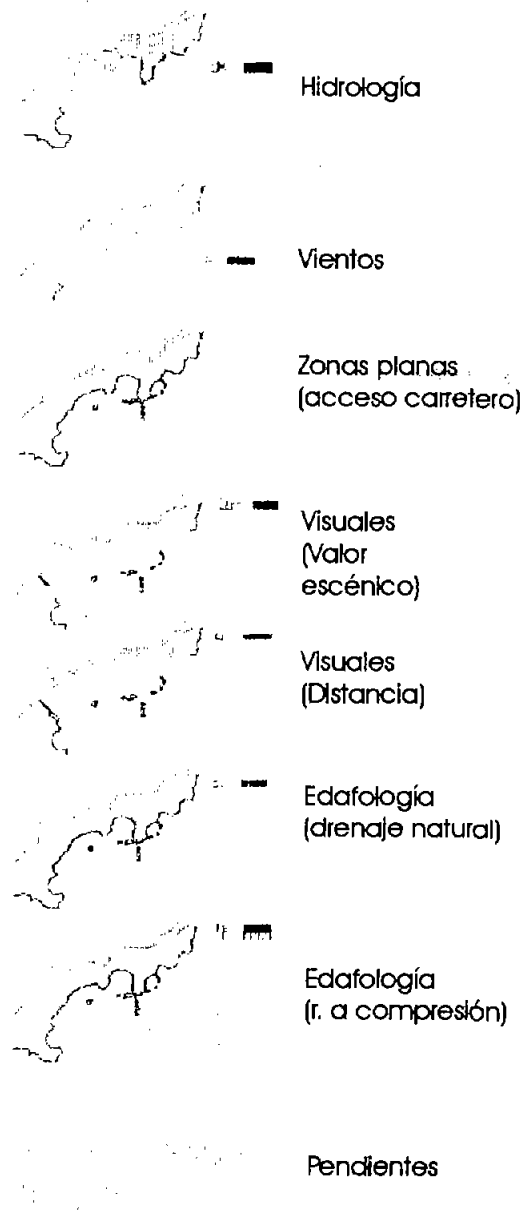 Hidrología
Vientos
Zonas planas
(acceso carretero)
Visuales
(Valor
escénico)
Visuales
(Distancia)
Edafología
(drenaje natural)
Edafología
(r. a compresión)
Pendientes